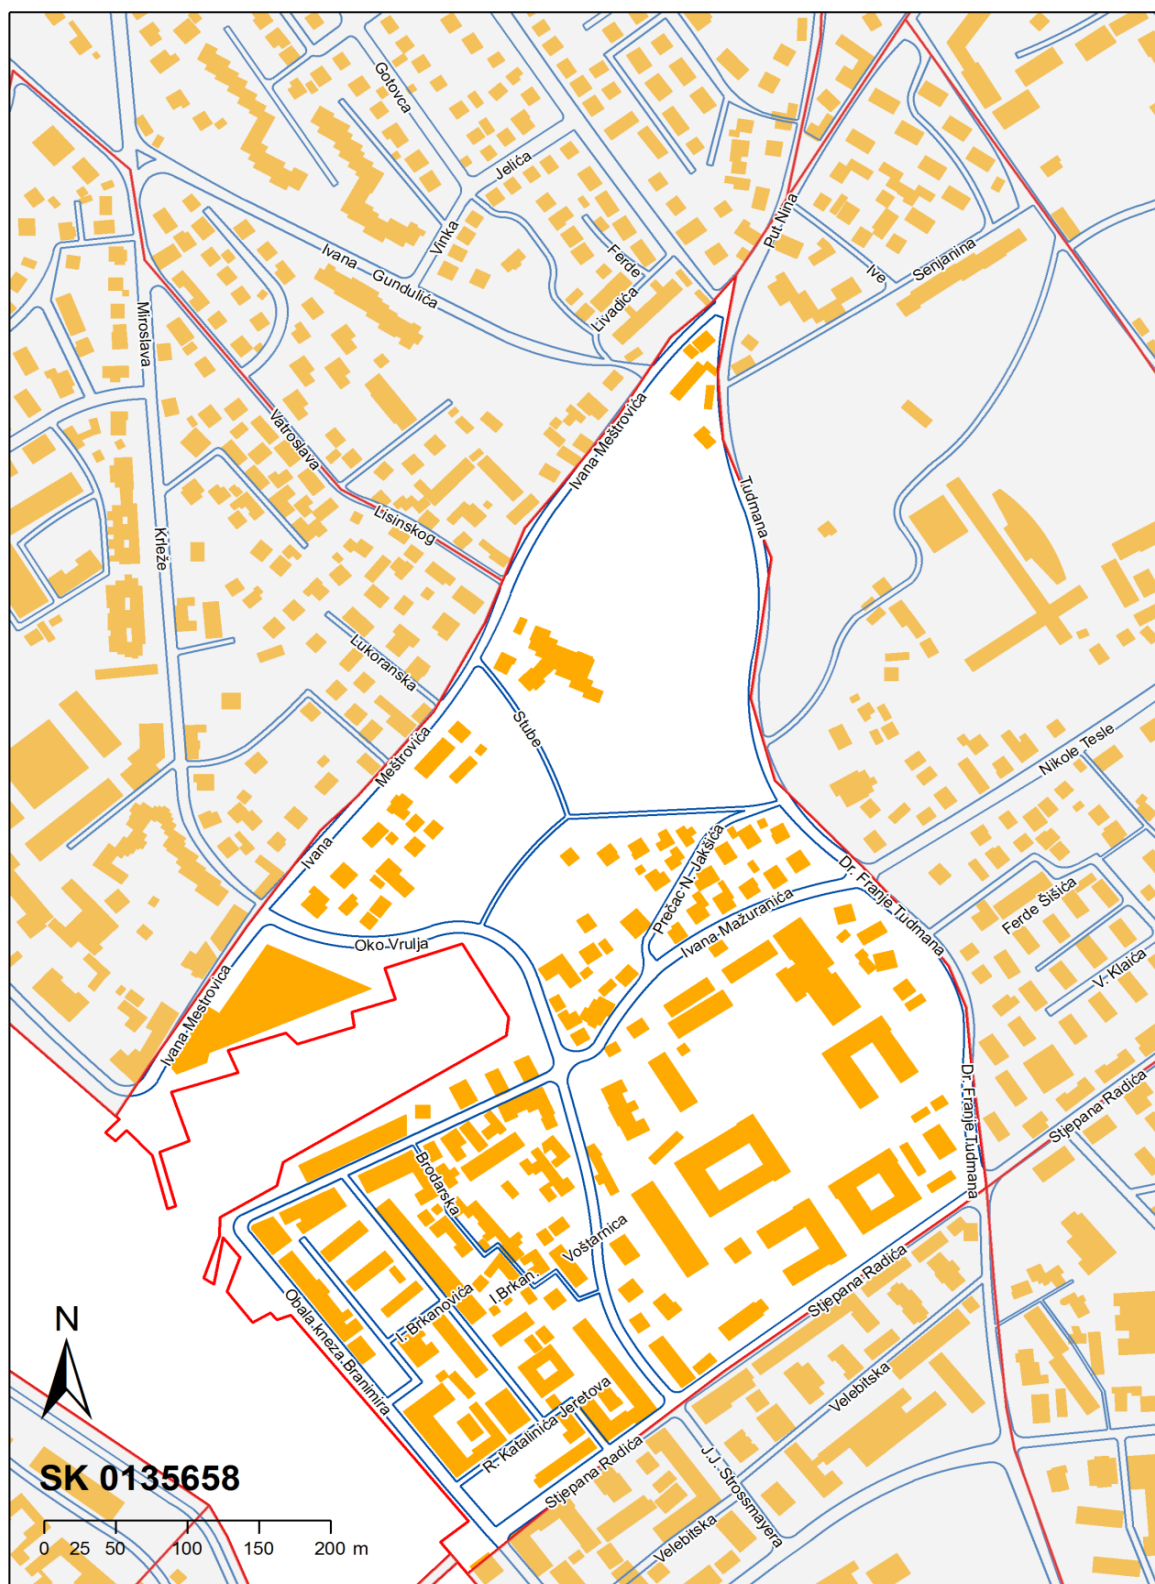 Gotovca
Jelića
Put Nina
Vinka
Ferde
Ive
Senjanina
Ivana
Gundulića
Livadića
Miroslava
Ivana Meštrovića
Vatroslava
Tuđmana
Lisinskog
Krleže
Lukoranska
Stube
Meštrovića
Nikole Tesle
Ivana
Prečac N. Jakšića
Dr. Franje Tuđmana
Ferde Šišića
Ivana Mažuranića
Oko Vrulja
V. Klaića
Ivana Meštrovića
Dr. Franje Tuđmana
Stjepana Radića
Brodarska
Voštarnica
I.Brkan.
Stjepana Radića
I. Brkanovića
Obala kneza Branimira
N
Velebitska
R. Katalinića Jeretova
Stjepana Radića
J.J. Strossmayera
SK 0135658
Velebitska
0 25 50 100 150 200 m